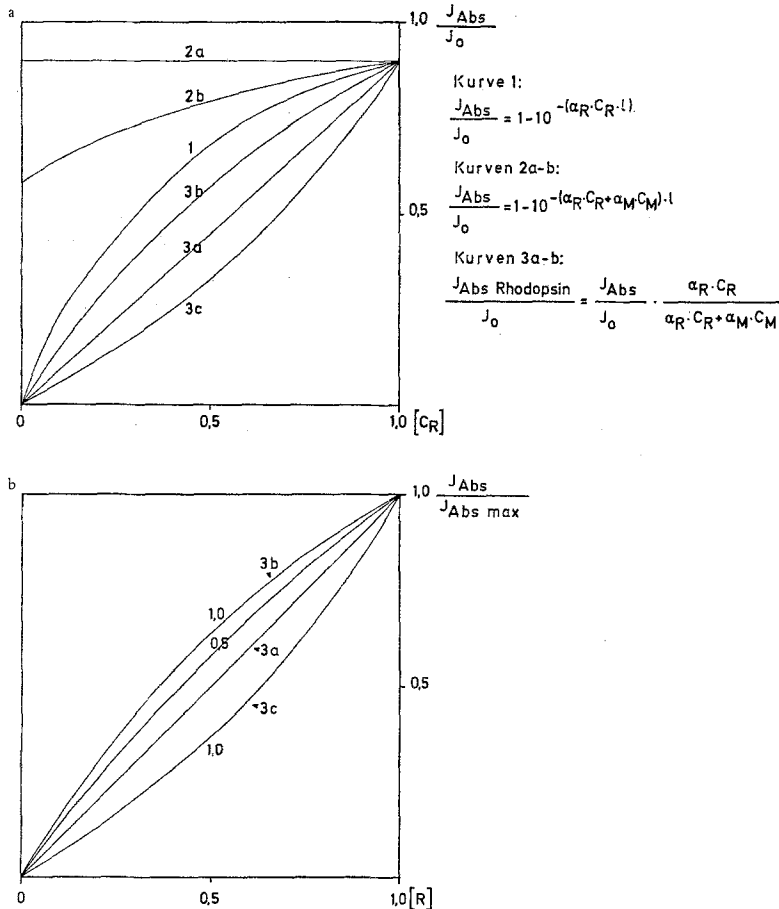 a
1,0 J_Abs / J_o
2a
2b
1
3b
3a
3c
0,5
0
0,5
1,0 [C_R]
Kurve 1:
J_Abs / J_o = 1-10^-(α_R·C_R·l)
Kurven 2a-b:
J_Abs / J_o = 1-10^-(α_R·C_R+α_M·C_M)·l
Kurven 3a-b:
J_Abs Rhodopsin / J_o = J_Abs / J_o · α_R·C_R / α_R·C_R+α_M·C_M
b
1,0 J_Abs / J_Abs max
3b
1,0
0,5
3a
3c
1,0
0,5
0
0,5
1,0 [R]